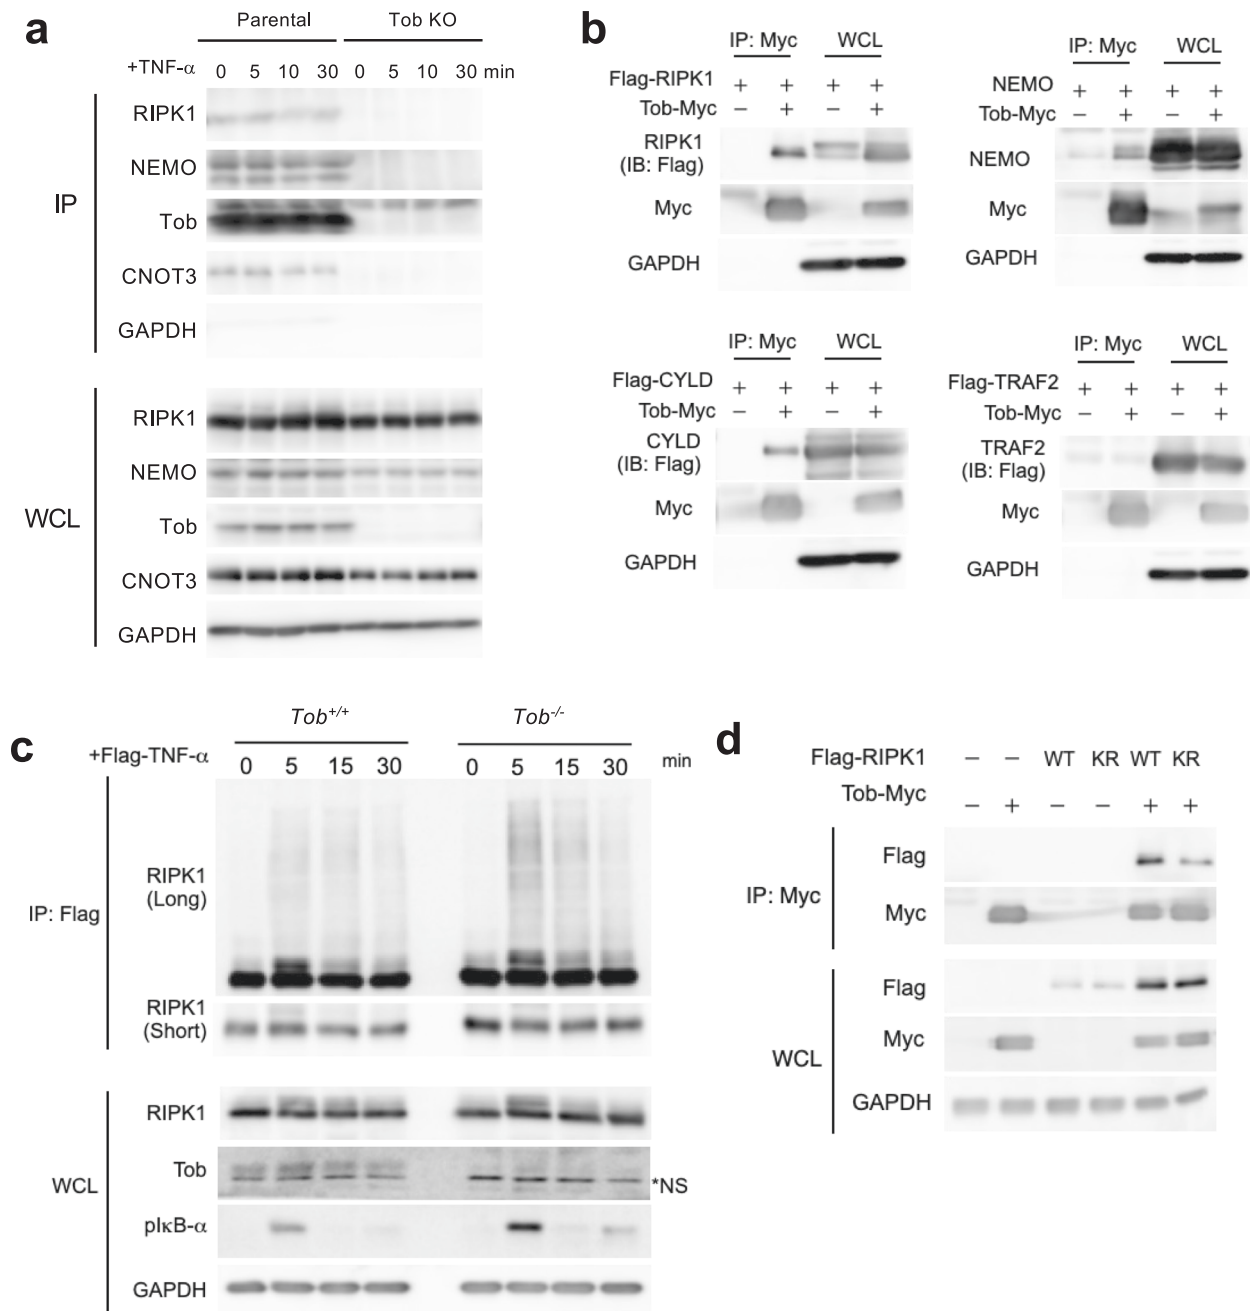 a
Parental Tob KO
+TNF-α 0 5 10 30 0 5 10 30 min
IP
RIPK1
NEMO
Tob
CNOT3
GAPDH
WCL
RIPK1
NEMO
Tob
CNOT3
GAPDH
b
IP: Myc WCL
Flag-RIPK1 + + + +
Tob-Myc − + − +
RIPK1
(IB: Flag)
Myc
GAPDH
IP: Myc WCL
NEMO + + + +
Tob-Myc − + − +
NEMO
Myc
GAPDH
IP: Myc WCL
Flag-CYLD + + + +
Tob-Myc − + − +
CYLD
(IB: Flag)
Myc
GAPDH
IP: Myc WCL
Flag-TRAF2 + + + +
Tob-Myc − + − +
TRAF2
(IB: Flag)
Myc
GAPDH
c
Tob+/+ Tob-/-
+Flag-TNF-α 0 5 15 30 0 5 15 30 min
IP: Flag
RIPK1
(Long)
RIPK1
(Short)
WCL
RIPK1
Tob *NS
pIκB-α
GAPDH
d
Flag-RIPK1 − − WT KR WT KR
Tob-Myc − + − − + +
IP: Myc
Flag
Myc
WCL
Flag
Myc
GAPDH